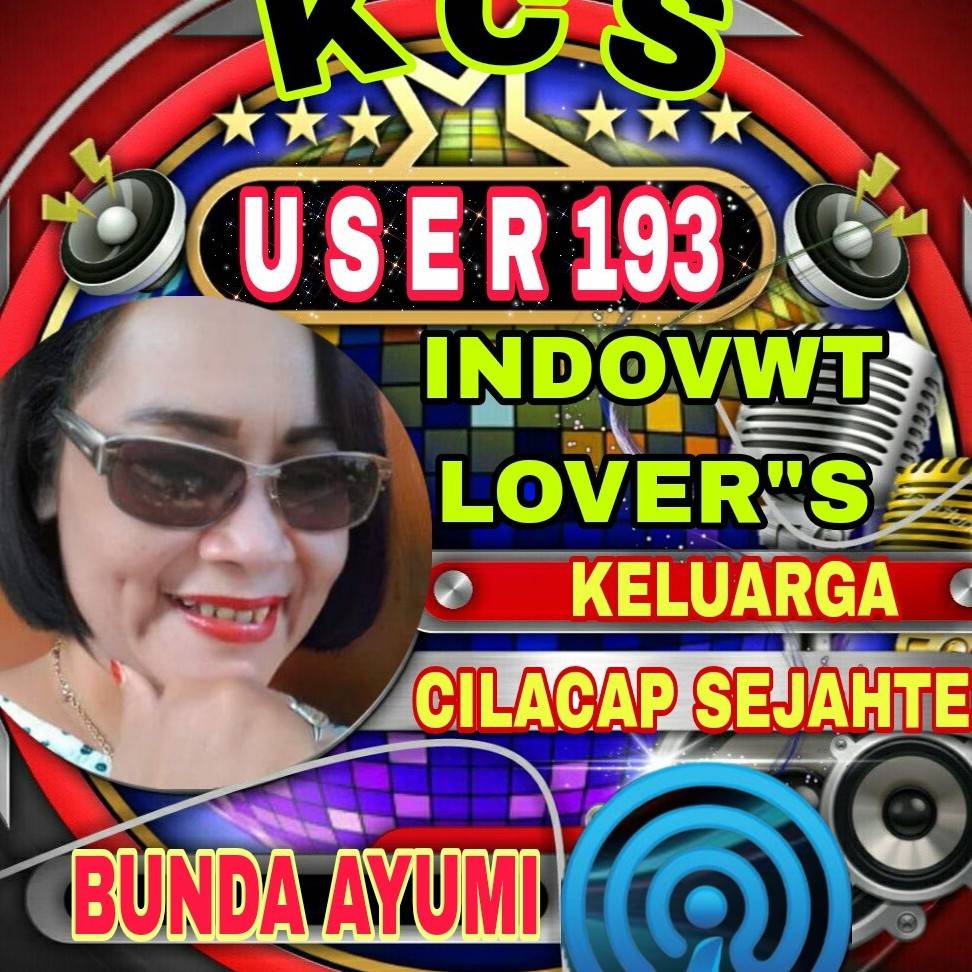 KCS
USER 193
INDOVWT
LOVER"S
KELUARGA
CILACAP SEJAHTE
BUNDA AYUMI